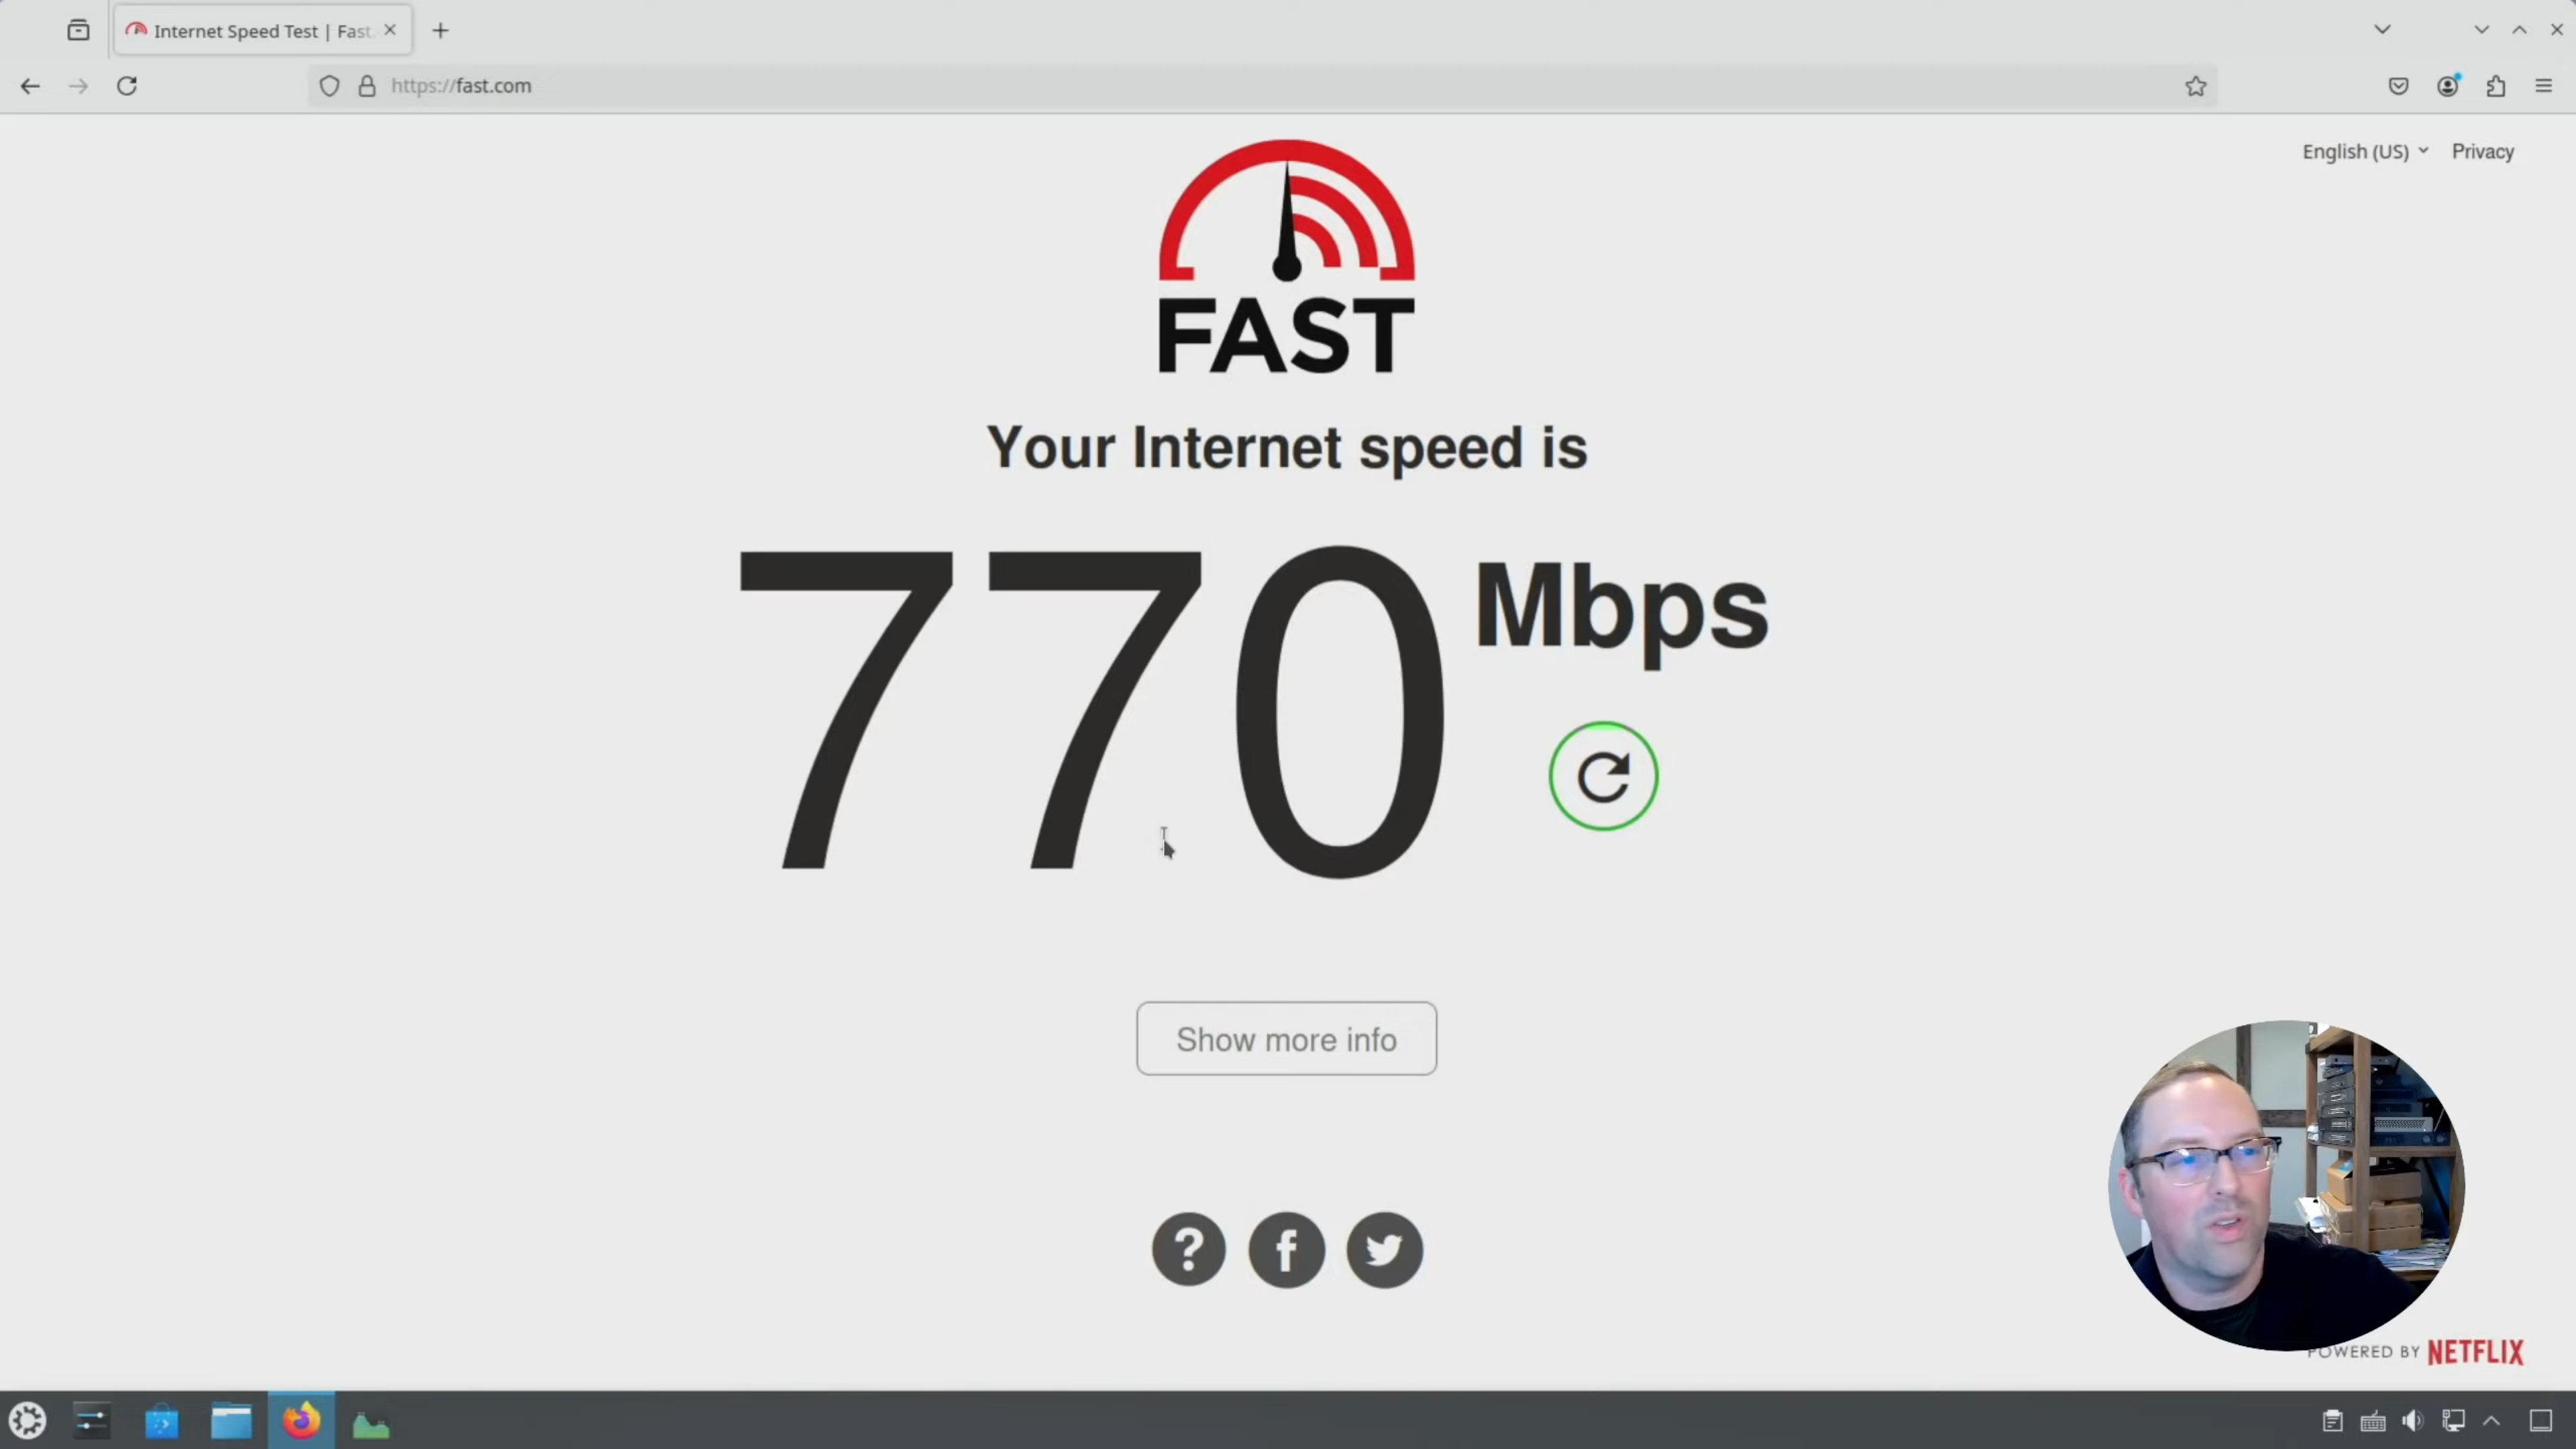 Internet Speed Test | Fast.
https://fast.com
English (US) Privacy
FAST
Your Internet speed is
770 Mbps
Show more info
POWERED BY NETFLIX